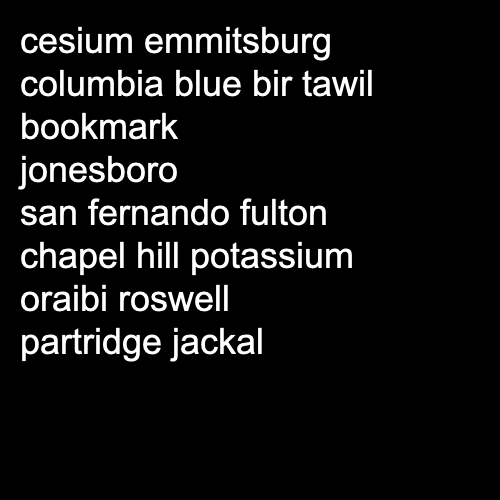 cesium emmitsburg
columbia blue bir tawil
bookmark
jonesboro
san fernando fulton
chapel hill potassium
oraibi roswell
partridge jackal